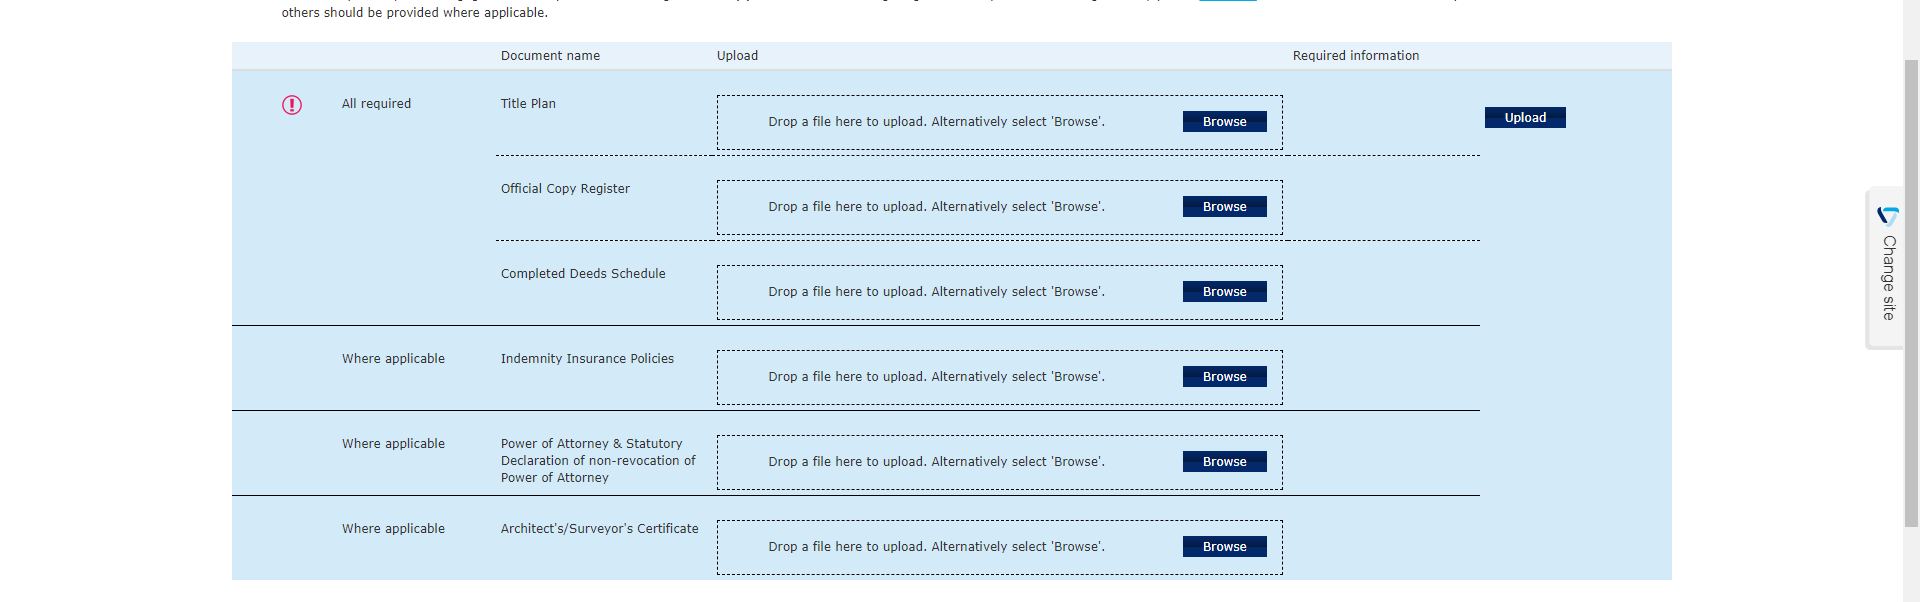 others should be provided where applicable.
Document name Upload Required information
All required Title Plan Drop a file here to upload. Alternatively select 'Browse'. Browse Upload
Official Copy Register Drop a file here to upload. Alternatively select 'Browse'. Browse
Completed Deeds Schedule Drop a file here to upload. Alternatively select 'Browse'. Browse
Where applicable Indemnity Insurance Policies Drop a file here to upload. Alternatively select 'Browse'. Browse
Where applicable Power of Attorney & Statutory
Declaration of non-revocation of
Power of Attorney
Drop a file here to upload. Alternatively select 'Browse'. Browse
Where applicable Architect's/Surveyor's Certificate Drop a file here to upload. Alternatively select 'Browse'. Browse
Change site